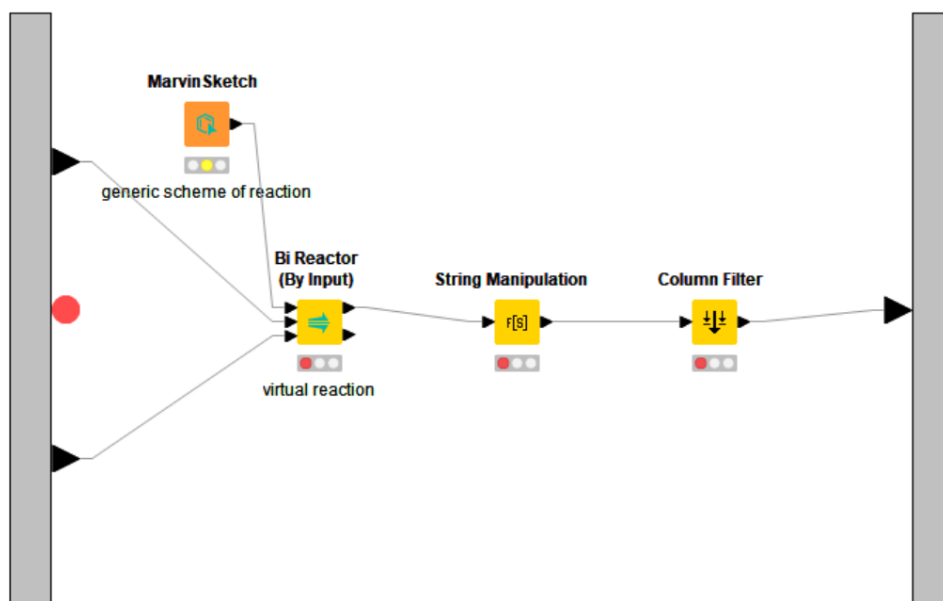 MarvinSketch
generic scheme of reaction
Bi Reactor
(By Input)
virtual reaction
String Manipulation
F[S]
Column Filter